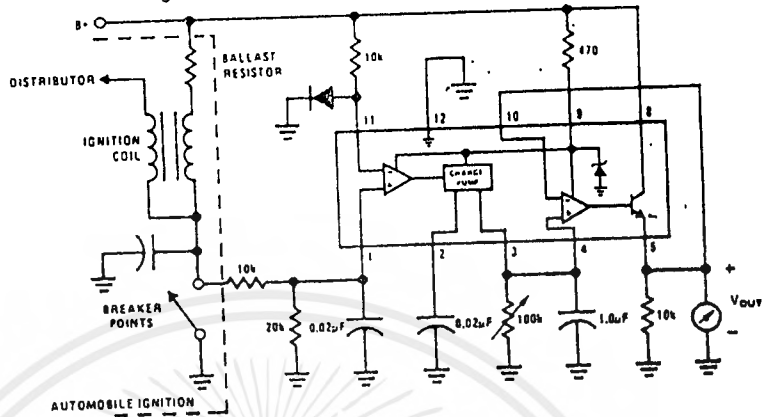 B+
BALLAST
RESISTOR
DISTRIBUTOR
IGNITION
COIL
10k
470
11
12
10
9
8
CHARGE
PUMP
1
2
3
4
5
10k
20k
0.02µF
0.02µF
100k
1.0µF
10k
+
VOUT
−
BREAKER
POINTS
AUTOMOBILE IGNITION